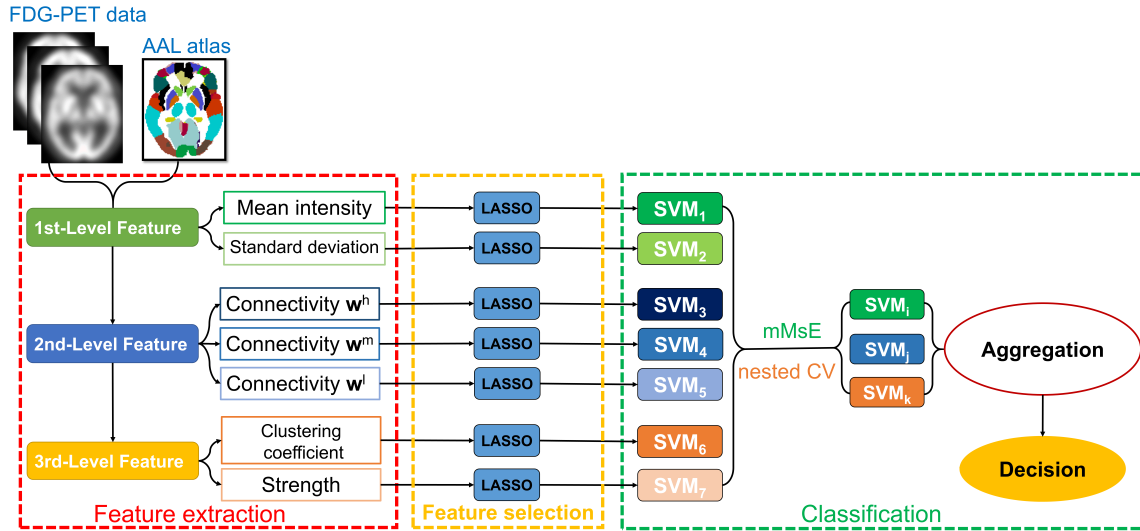 FDG-PET data
AAL atlas
1st-Level Feature
Mean intensity
LASSO
SVM₁
Standard deviation
LASSO
SVM₂
2nd-Level Feature
Connectivity wʰ
LASSO
SVM₃
Connectivity wᵐ
LASSO
SVM₄
Connectivity wˡ
LASSO
SVM₅
3rd-Level Feature
Clustering
coefficient
LASSO
SVM₆
Strength
LASSO
SVM₇
mMsE
nested CV
SVMᵢ
SVMⱼ
SVMₖ
Aggregation
Decision
Feature extraction
Feature selection
Classification